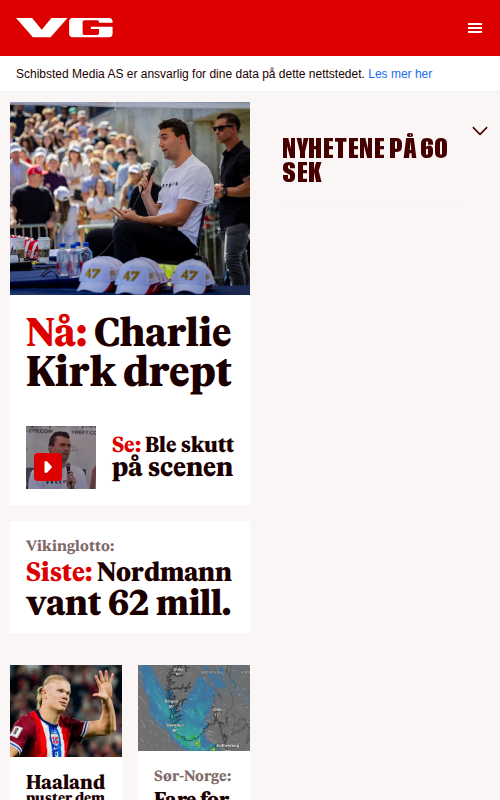 VG
Schibsted Media AS er ansvarlig for dine data på dette nettstedet. Les mer her
NYHETENE PÅ 60
SEK
47 47 47
Nå: Charlie
Kirk drept
Se: Ble skutt
på scenen
Vikinglotto:
Siste: Nordmann
vant 62 mill.
Haaland
puster dem
Sør-Norge:
Fare for